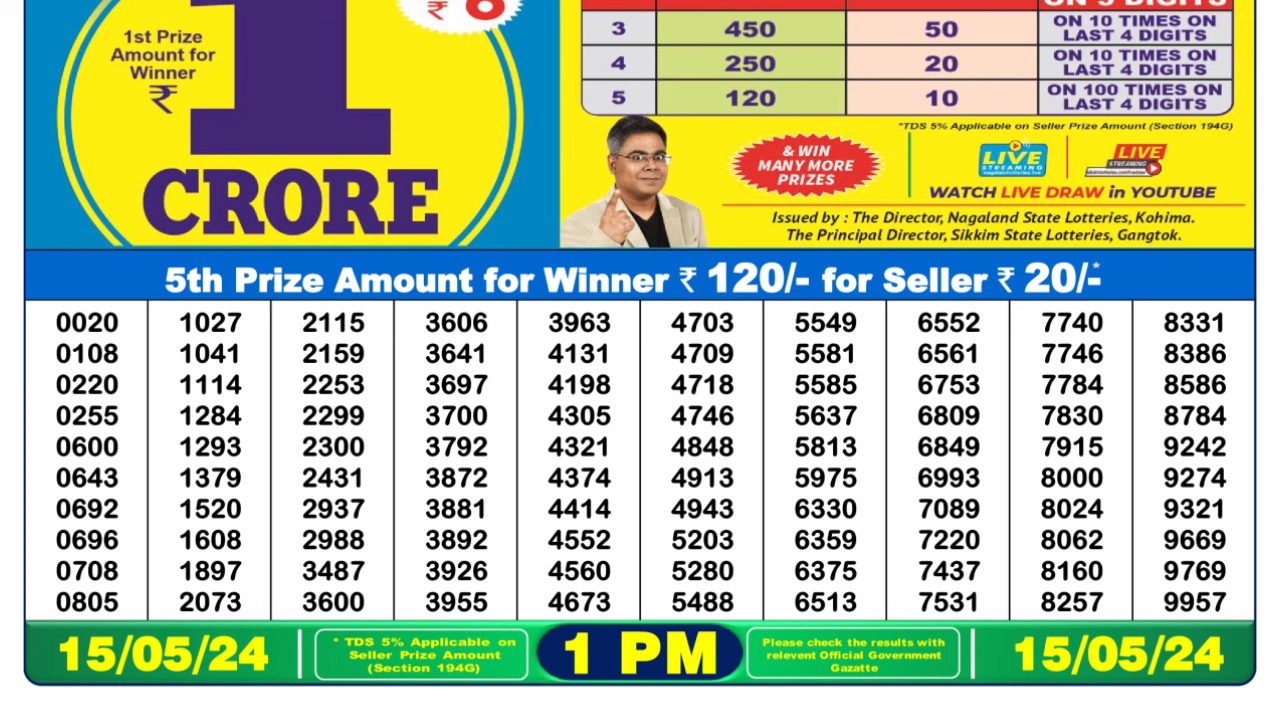 ₹ 6
1st Prize
Amount for
Winner
₹
1
CRORE
ON 5 DIGITS
3 450 50 ON 10 TIMES ON
LAST 4 DIGITS
4 250 20 ON 10 TIMES ON
LAST 4 DIGITS
5 120 10 ON 100 TIMES ON
LAST 4 DIGITS
*TDS 5% Applicable on Seller Prize Amount (Section 194G)
& WIN
MANY MORE
PRIZES
LIVE
STREAMING
LIVE
STREAMING
WATCH LIVE DRAW in YOUTUBE
Issued by : The Director, Nagaland State Lotteries, Kohima.
The Principal Director, Sikkim State Lotteries, Gangtok.
5th Prize Amount for Winner ₹ 120/- for Seller ₹ 20/-*
0020 1027 2115 3606 3963 4703 5549 6552 7740 8331
0108 1041 2159 3641 4131 4709 5581 6561 7746 8386
0220 1114 2253 3697 4198 4718 5585 6753 7784 8586
0255 1284 2299 3700 4305 4746 5637 6809 7830 8784
0600 1293 2300 3792 4321 4848 5813 6849 7915 9242
0643 1379 2431 3872 4374 4913 5975 6993 8000 9274
0692 1520 2937 3881 4414 4943 6330 7089 8024 9321
0696 1608 2988 3892 4552 5203 6359 7220 8062 9669
0708 1897 3487 3926 4560 5280 6375 7437 8160 9769
0805 2073 3600 3955 4673 5488 6513 7531 8257 9957
15/05/24
* TDS 5% Applicable on
Seller Prize Amount
(Section 194G)
1 PM
Please check the results with
relevent Official Government
Gazatte
15/05/24